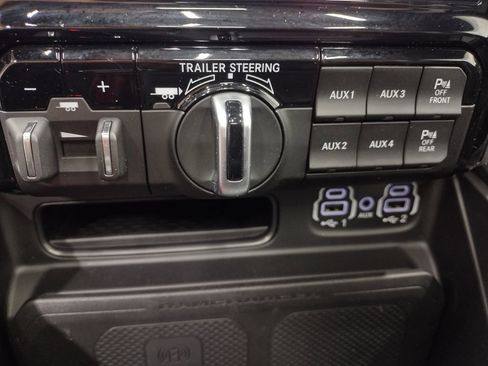 TRAILER STEERING
- +
AUX1 AUX3 P OFF FRONT
AUX2 AUX4 P OFF REAR
1 AUX 2